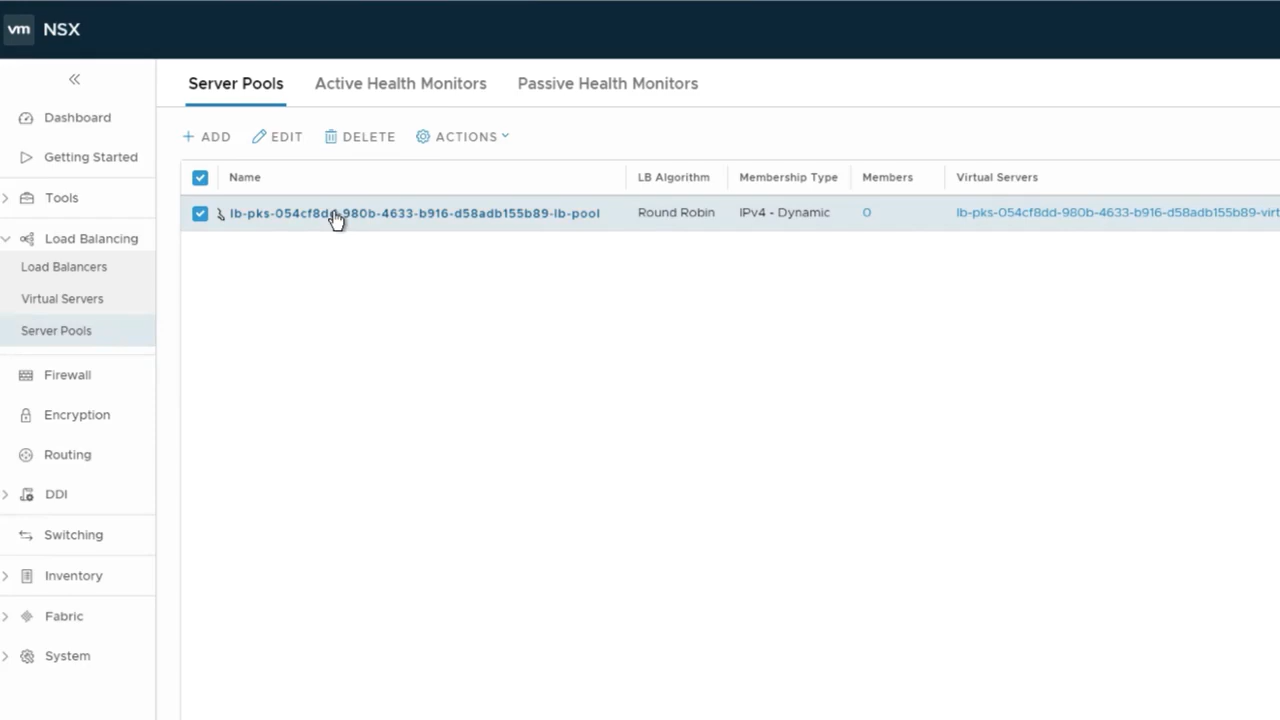 vm NSX
Server Pools Active Health Monitors Passive Health Monitors
+ ADD EDIT DELETE ACTIONS
Name LB Algorithm Membership Type Members Virtual Servers
lb-pks-054cf8dd-980b-4633-b916-d58adb155b89-lb-pool Round Robin IPv4 - Dynamic 0 lb-pks-054cf8dd-980b-4633-b916-d58adb155b89-virt
Dashboard
Getting Started
Tools
Load Balancing
Load Balancers
Virtual Servers
Server Pools
Firewall
Encryption
Routing
DDI
Switching
Inventory
Fabric
System